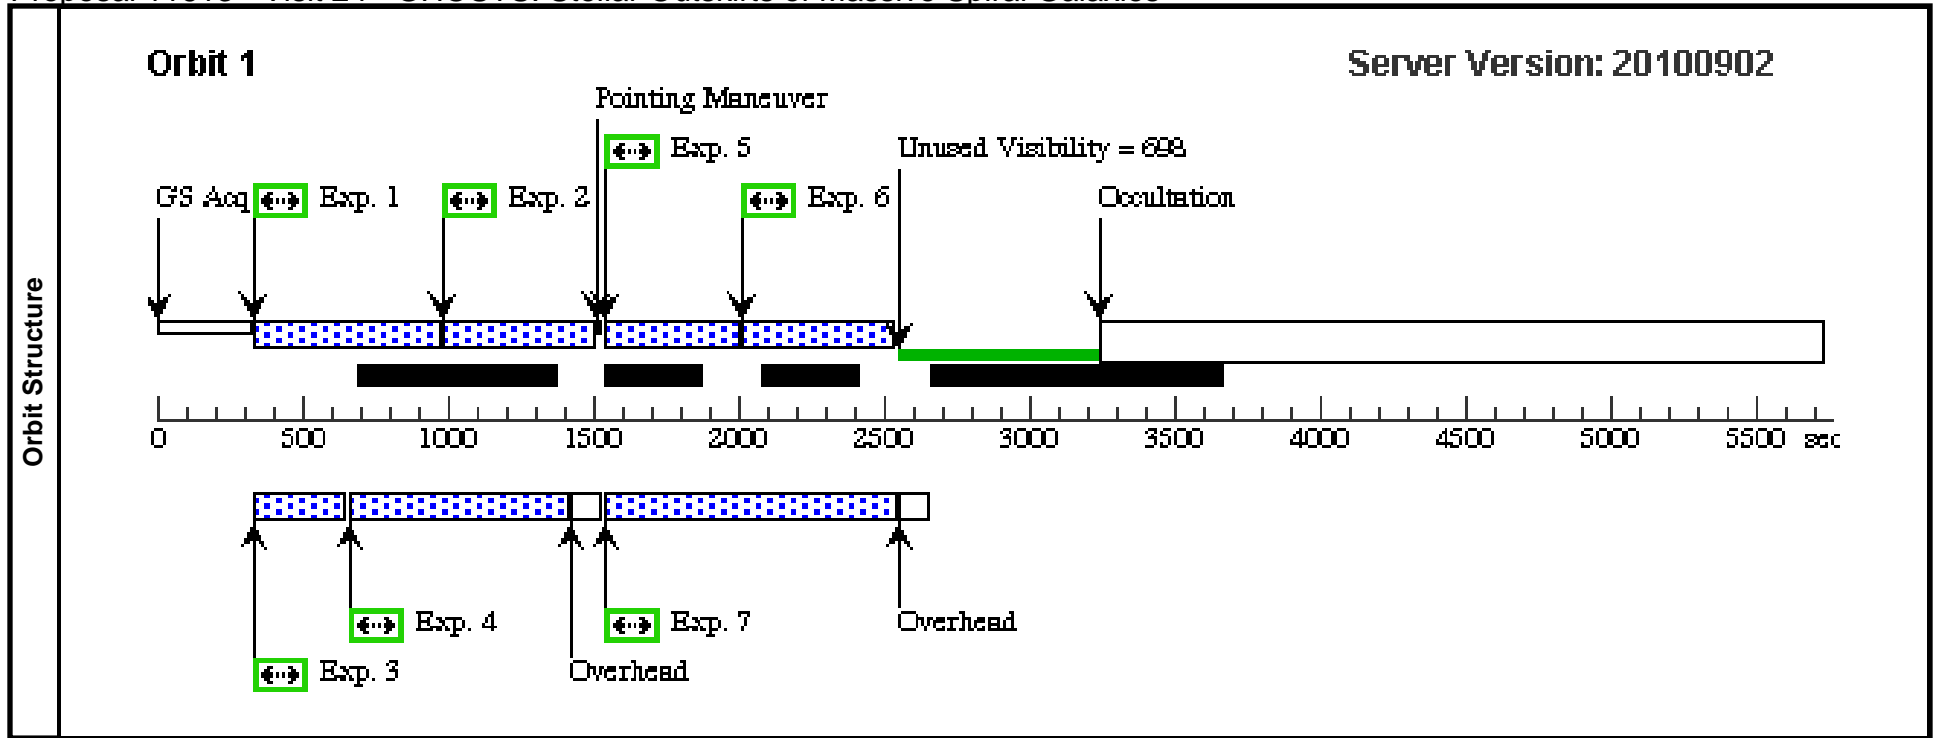 Orbit 1
Server Version: 20100902
Pointing Maneuver
Exp. 5
Unused Visibility = 698
GS Acq
Exp. 1
Exp. 2
Exp. 6
Occultation
Orbit Structure
0 500 1000 1500 2000 2500 3000 3500 4000 4500 5000 5500 sec
Exp. 4
Exp. 7
Overhead
Exp. 3
Overhead